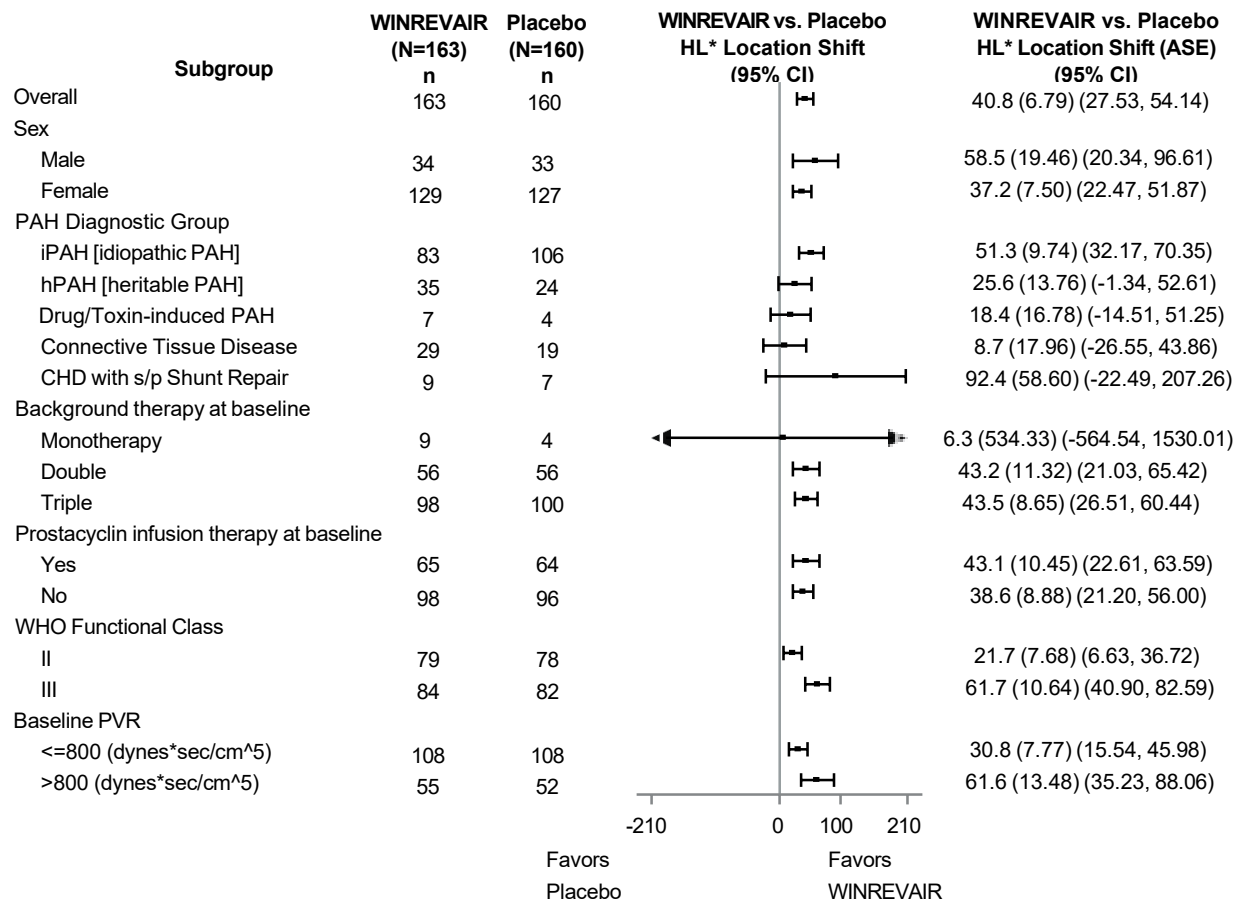 WINREVAIR Placebo WINREVAIR vs. Placebo WINREVAIR vs. Placebo
(N=163) (N=160) HL* Location Shift HL* Location Shift (ASE)
Subgroup n n (95% CI) (95% CI)
Overall 163 160 40.8 (6.79) (27.53, 54.14)
Sex
Male 34 33 58.5 (19.46) (20.34, 96.61)
Female 129 127 37.2 (7.50) (22.47, 51.87)
PAH Diagnostic Group
iPAH [idiopathic PAH] 83 106 51.3 (9.74) (32.17, 70.35)
hPAH [heritable PAH] 35 24 25.6 (13.76) (-1.34, 52.61)
Drug/Toxin-induced PAH 7 4 18.4 (16.78) (-14.51, 51.25)
Connective Tissue Disease 29 19 8.7 (17.96) (-26.55, 43.86)
CHD with s/p Shunt Repair 9 7 92.4 (58.60) (-22.49, 207.26)
Background therapy at baseline
Monotherapy 9 4 6.3 (534.33) (-564.54, 1530.01)
Double 56 56 43.2 (11.32) (21.03, 65.42)
Triple 98 100 43.5 (8.65) (26.51, 60.44)
Prostacyclin infusion therapy at baseline
Yes 65 64 43.1 (10.45) (22.61, 63.59)
No 98 96 38.6 (8.88) (21.20, 56.00)
WHO Functional Class
II 79 78 21.7 (7.68) (6.63, 36.72)
III 84 82 61.7 (10.64) (40.90, 82.59)
Baseline PVR
<=800 (dynes*sec/cm^5) 108 108 30.8 (7.77) (15.54, 45.98)
>800 (dynes*sec/cm^5) 55 52 61.6 (13.48) (35.23, 88.06)
-210 0 100 210
Favors Favors
Placebo WINREVAIR